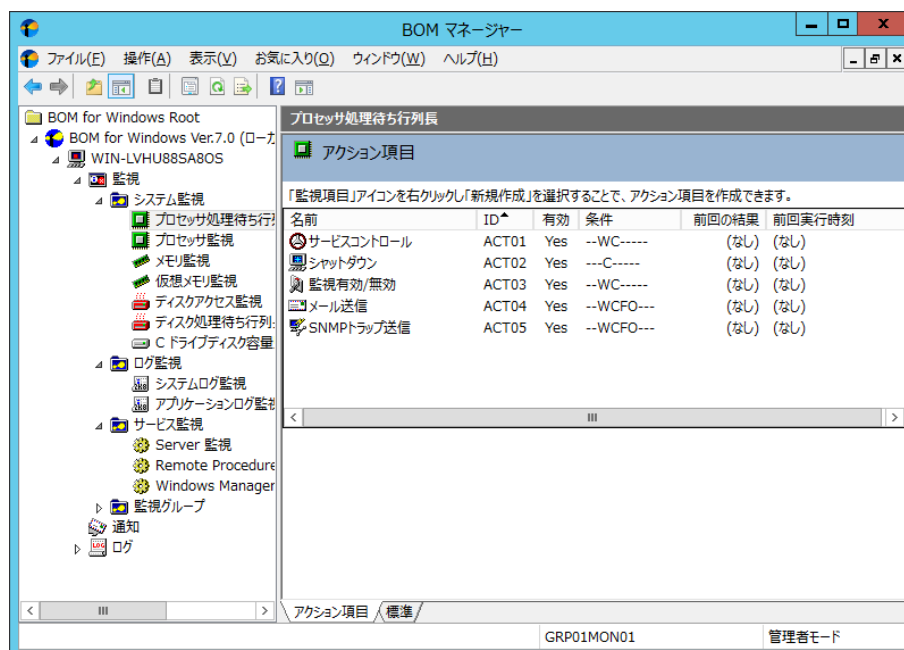 BOM マネージャー
ファイル(F) 操作(A) 表示(V) お気に入り(O) ウィンドウ(W) ヘルプ(H)
BOM for Windows Root
BOM for Windows Ver.7.0 (ローカ
WIN-LVHU88SA8OS
監視
システム監視
プロセッサ処理待ち行
プロセッサ監視
メモリ監視
仮想メモリ監視
ディスクアクセス監視
ディスク処理待ち行列
C ドライブディスク容量
ログ監視
システムログ監視
アプリケーションログ監視
サービス監視
Server 監視
Remote Procedure
Windows Manager
監視グループ
通知
ログ
プロセッサ処理待ち行列長
アクション項目
「監視項目」アイコンを右クリックし「新規作成」を選択することで、アクション項目を作成できます。
名前 ID 有効 条件 前回の結果 前回実行時刻
サービスコントロール ACT01 Yes --WC----- (なし) (なし)
シャットダウン ACT02 Yes ---C----- (なし) (なし)
監視有効/無効 ACT03 Yes --WC----- (なし) (なし)
メール送信 ACT04 Yes --WCFO--- (なし) (なし)
SNMPトラップ送信 ACT05 Yes --WCFO--- (なし) (なし)
アクション項目 標準
GRP01MON01 管理者モード